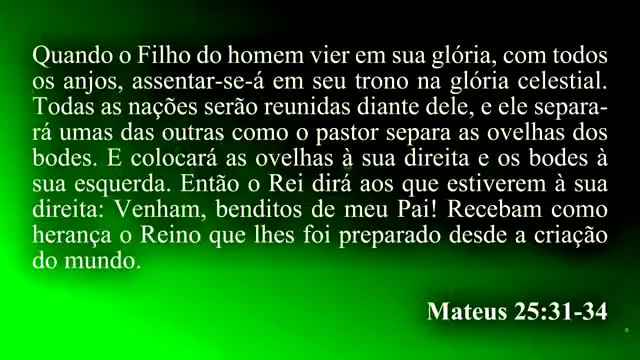 Quando o Filho do homem vier em sua glória, com todos
os anjos, assentar-se-á em seu trono na glória celestial.
Todas as nações serão reunidas diante dele, e ele separa-
rá umas das outras como o pastor separa as ovelhas dos
bodes. E colocará as ovelhas à sua direita e os bodes à
sua esquerda. Então o Rei dirá aos que estiverem à sua
direita: Venham, benditos de meu Pai! Recebam como
herança o Reino que lhes foi preparado desde a criação
do mundo.
Mateus 25:31-34